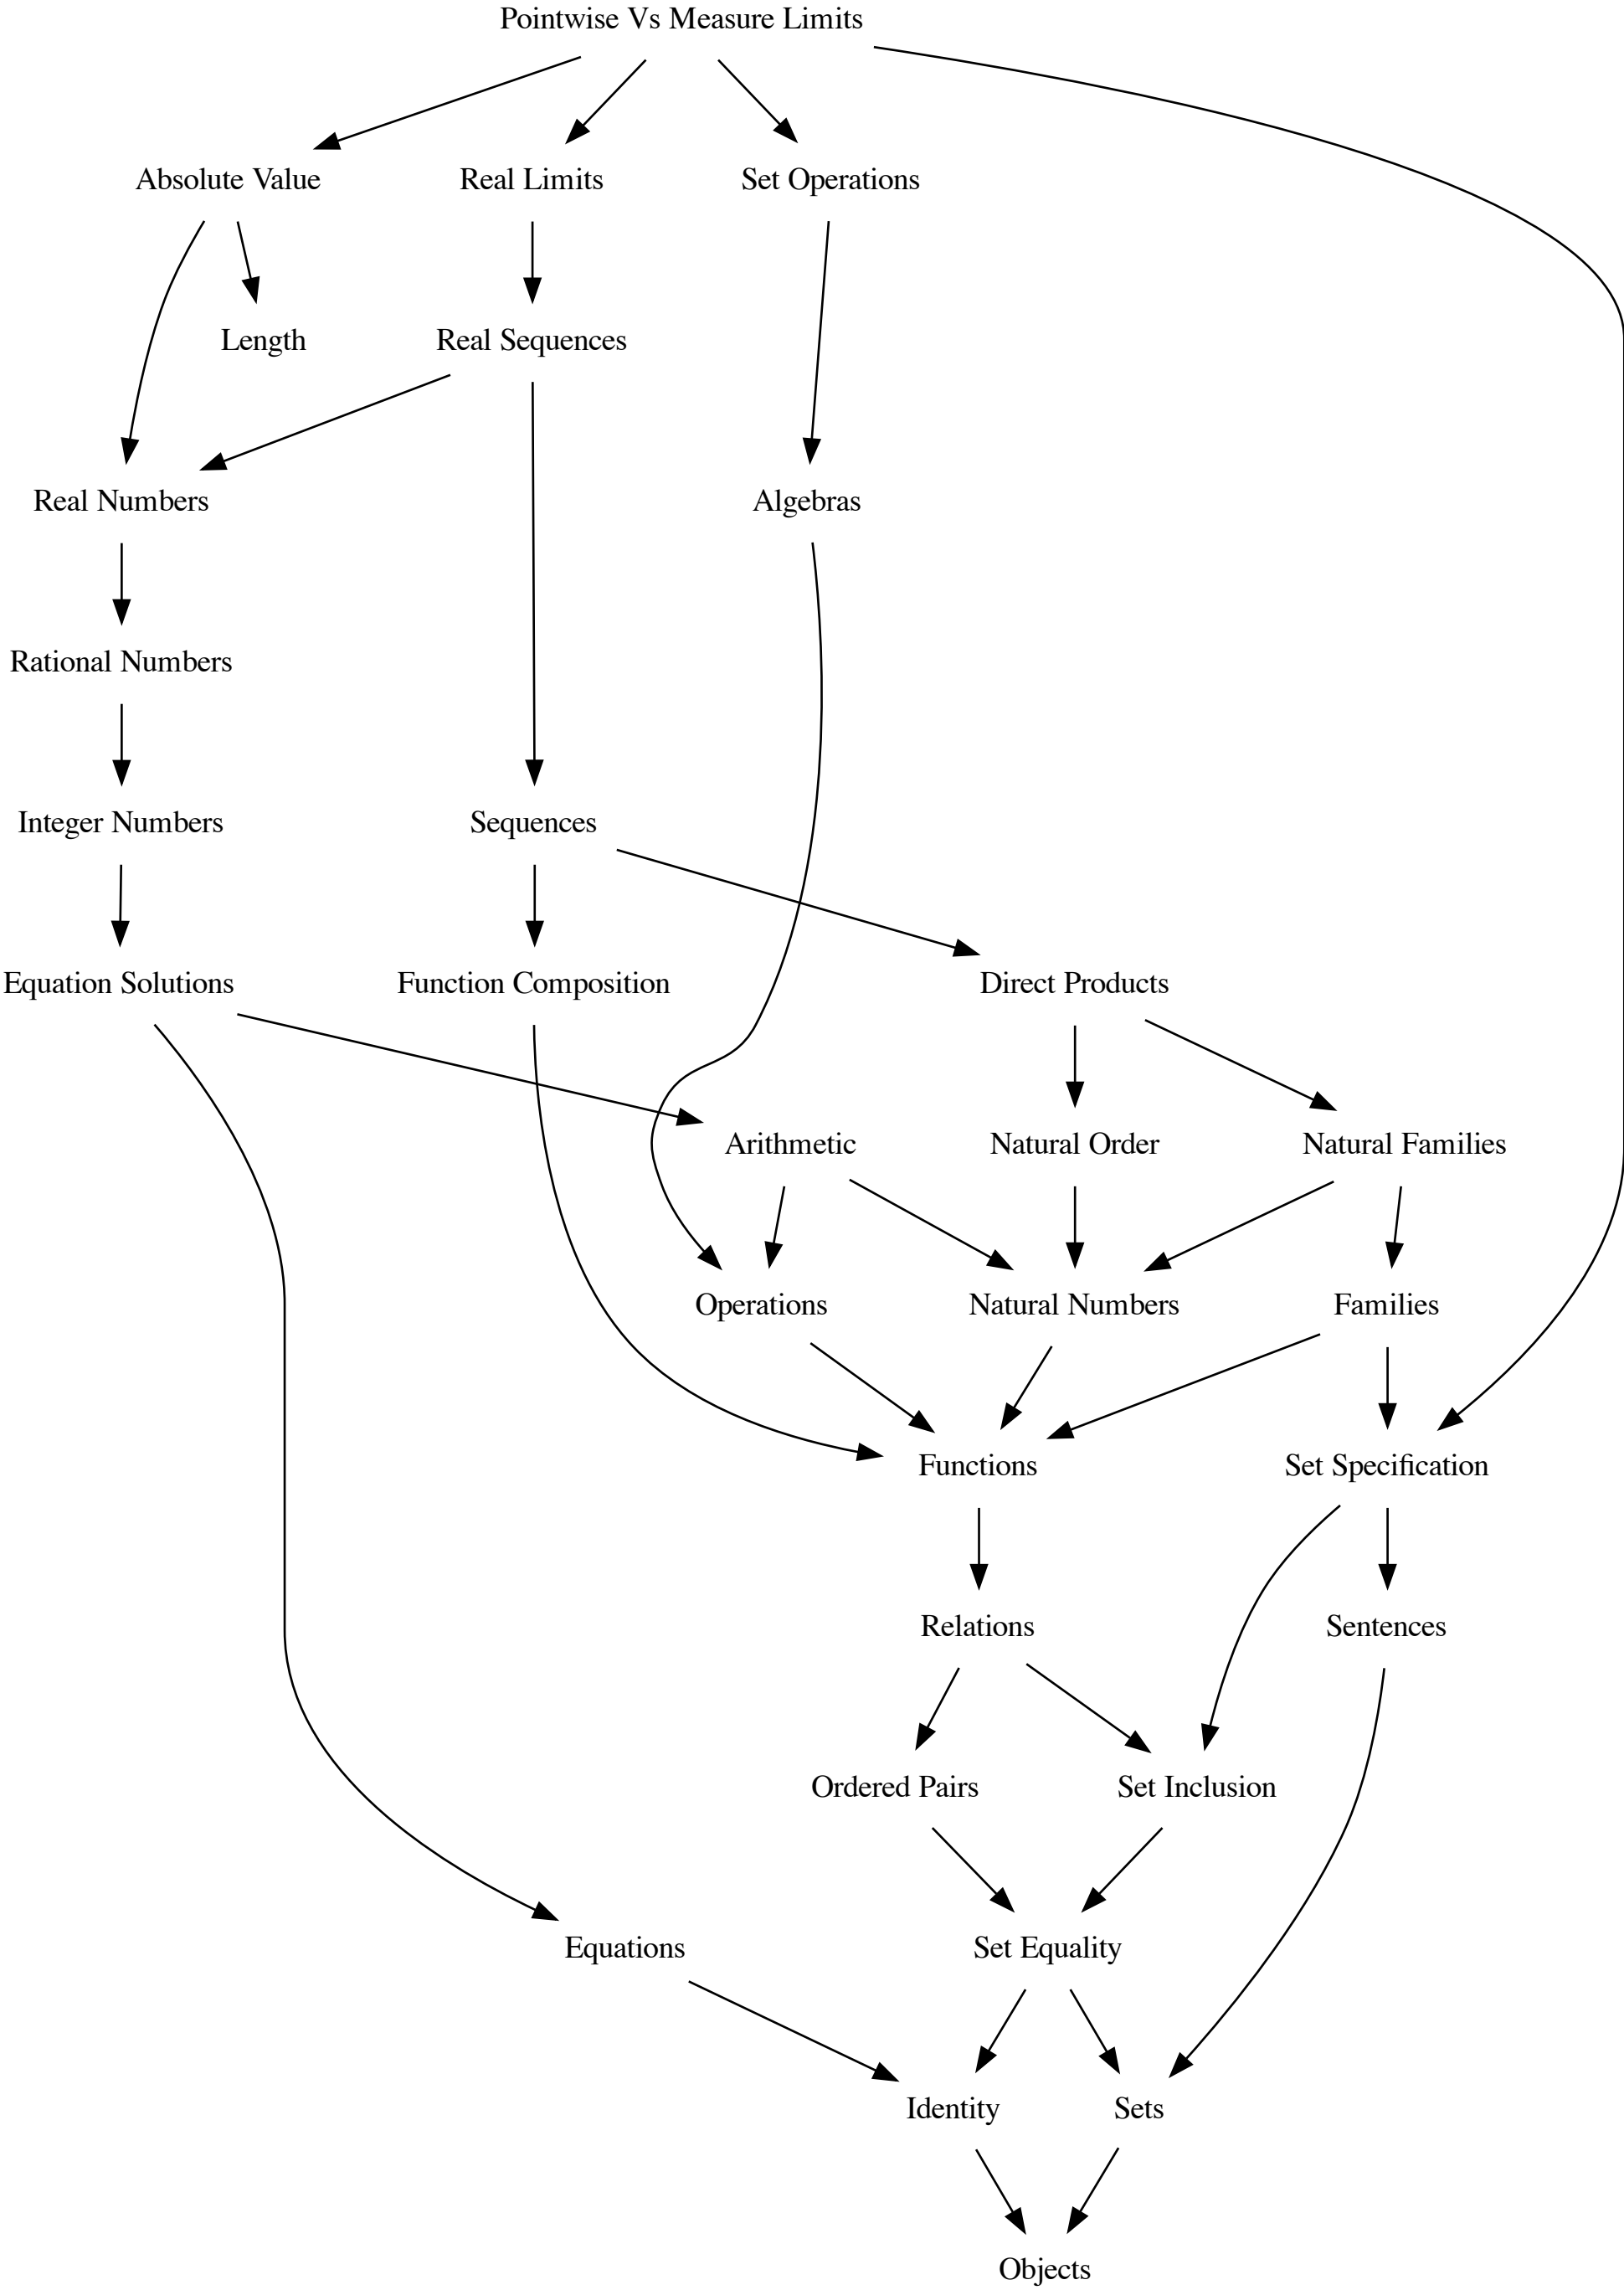 Pointwise Vs Measure Limits
Absolute Value
Real Limits
Set Operations
Length
Real Sequences
Real Numbers
Algebras
Rational Numbers
Integer Numbers
Sequences
Equation Solutions
Function Composition
Direct Products
Arithmetic
Natural Order
Natural Families
Operations
Natural Numbers
Families
Functions
Set Specification
Relations
Sentences
Ordered Pairs
Set Inclusion
Equations
Set Equality
Identity
Sets
Objects